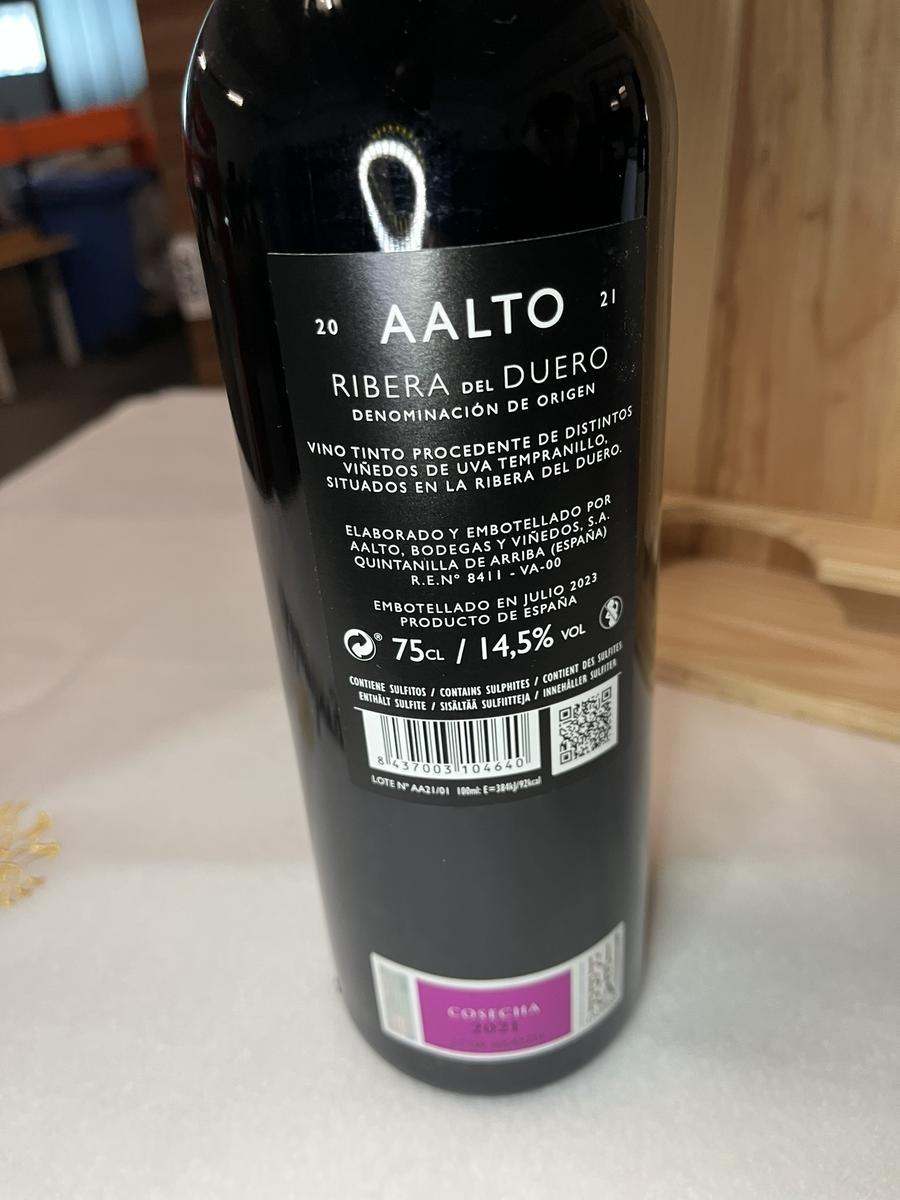 20 AALTO 21
RIBERA DEL DUERO
DENOMINACIÓN DE ORIGEN
VINO TINTO PROCEDENTE DE DISTINTOS
VIÑEDOS DE UVA TEMPRANILLO,
SITUADOS EN LA RIBERA DEL DUERO.
ELABORADO Y EMBOTELLADO POR
AALTO, BODEGAS Y VIÑEDOS, S.A.
QUINTANILLA DE ARRIBA (ESPAÑA)
R.E.Nº 8411 - VA-00
EMBOTELLADO EN JULIO 2023
PRODUCTO DE ESPAÑA
® 75CL / 14,5% VOL
CONTIENE SULFITOS / CONTAINS SULPHITES / CONTIENT DES SULFITES
ENTHÄLT SULFITE / SISÄLTÄÄ SULFIITTEJA / INNEHÅLLER SULFITER
8 437003 104640
LOTE Nº AA21/01 100ml: E=384kJ/92kcal
COSECHA
2021